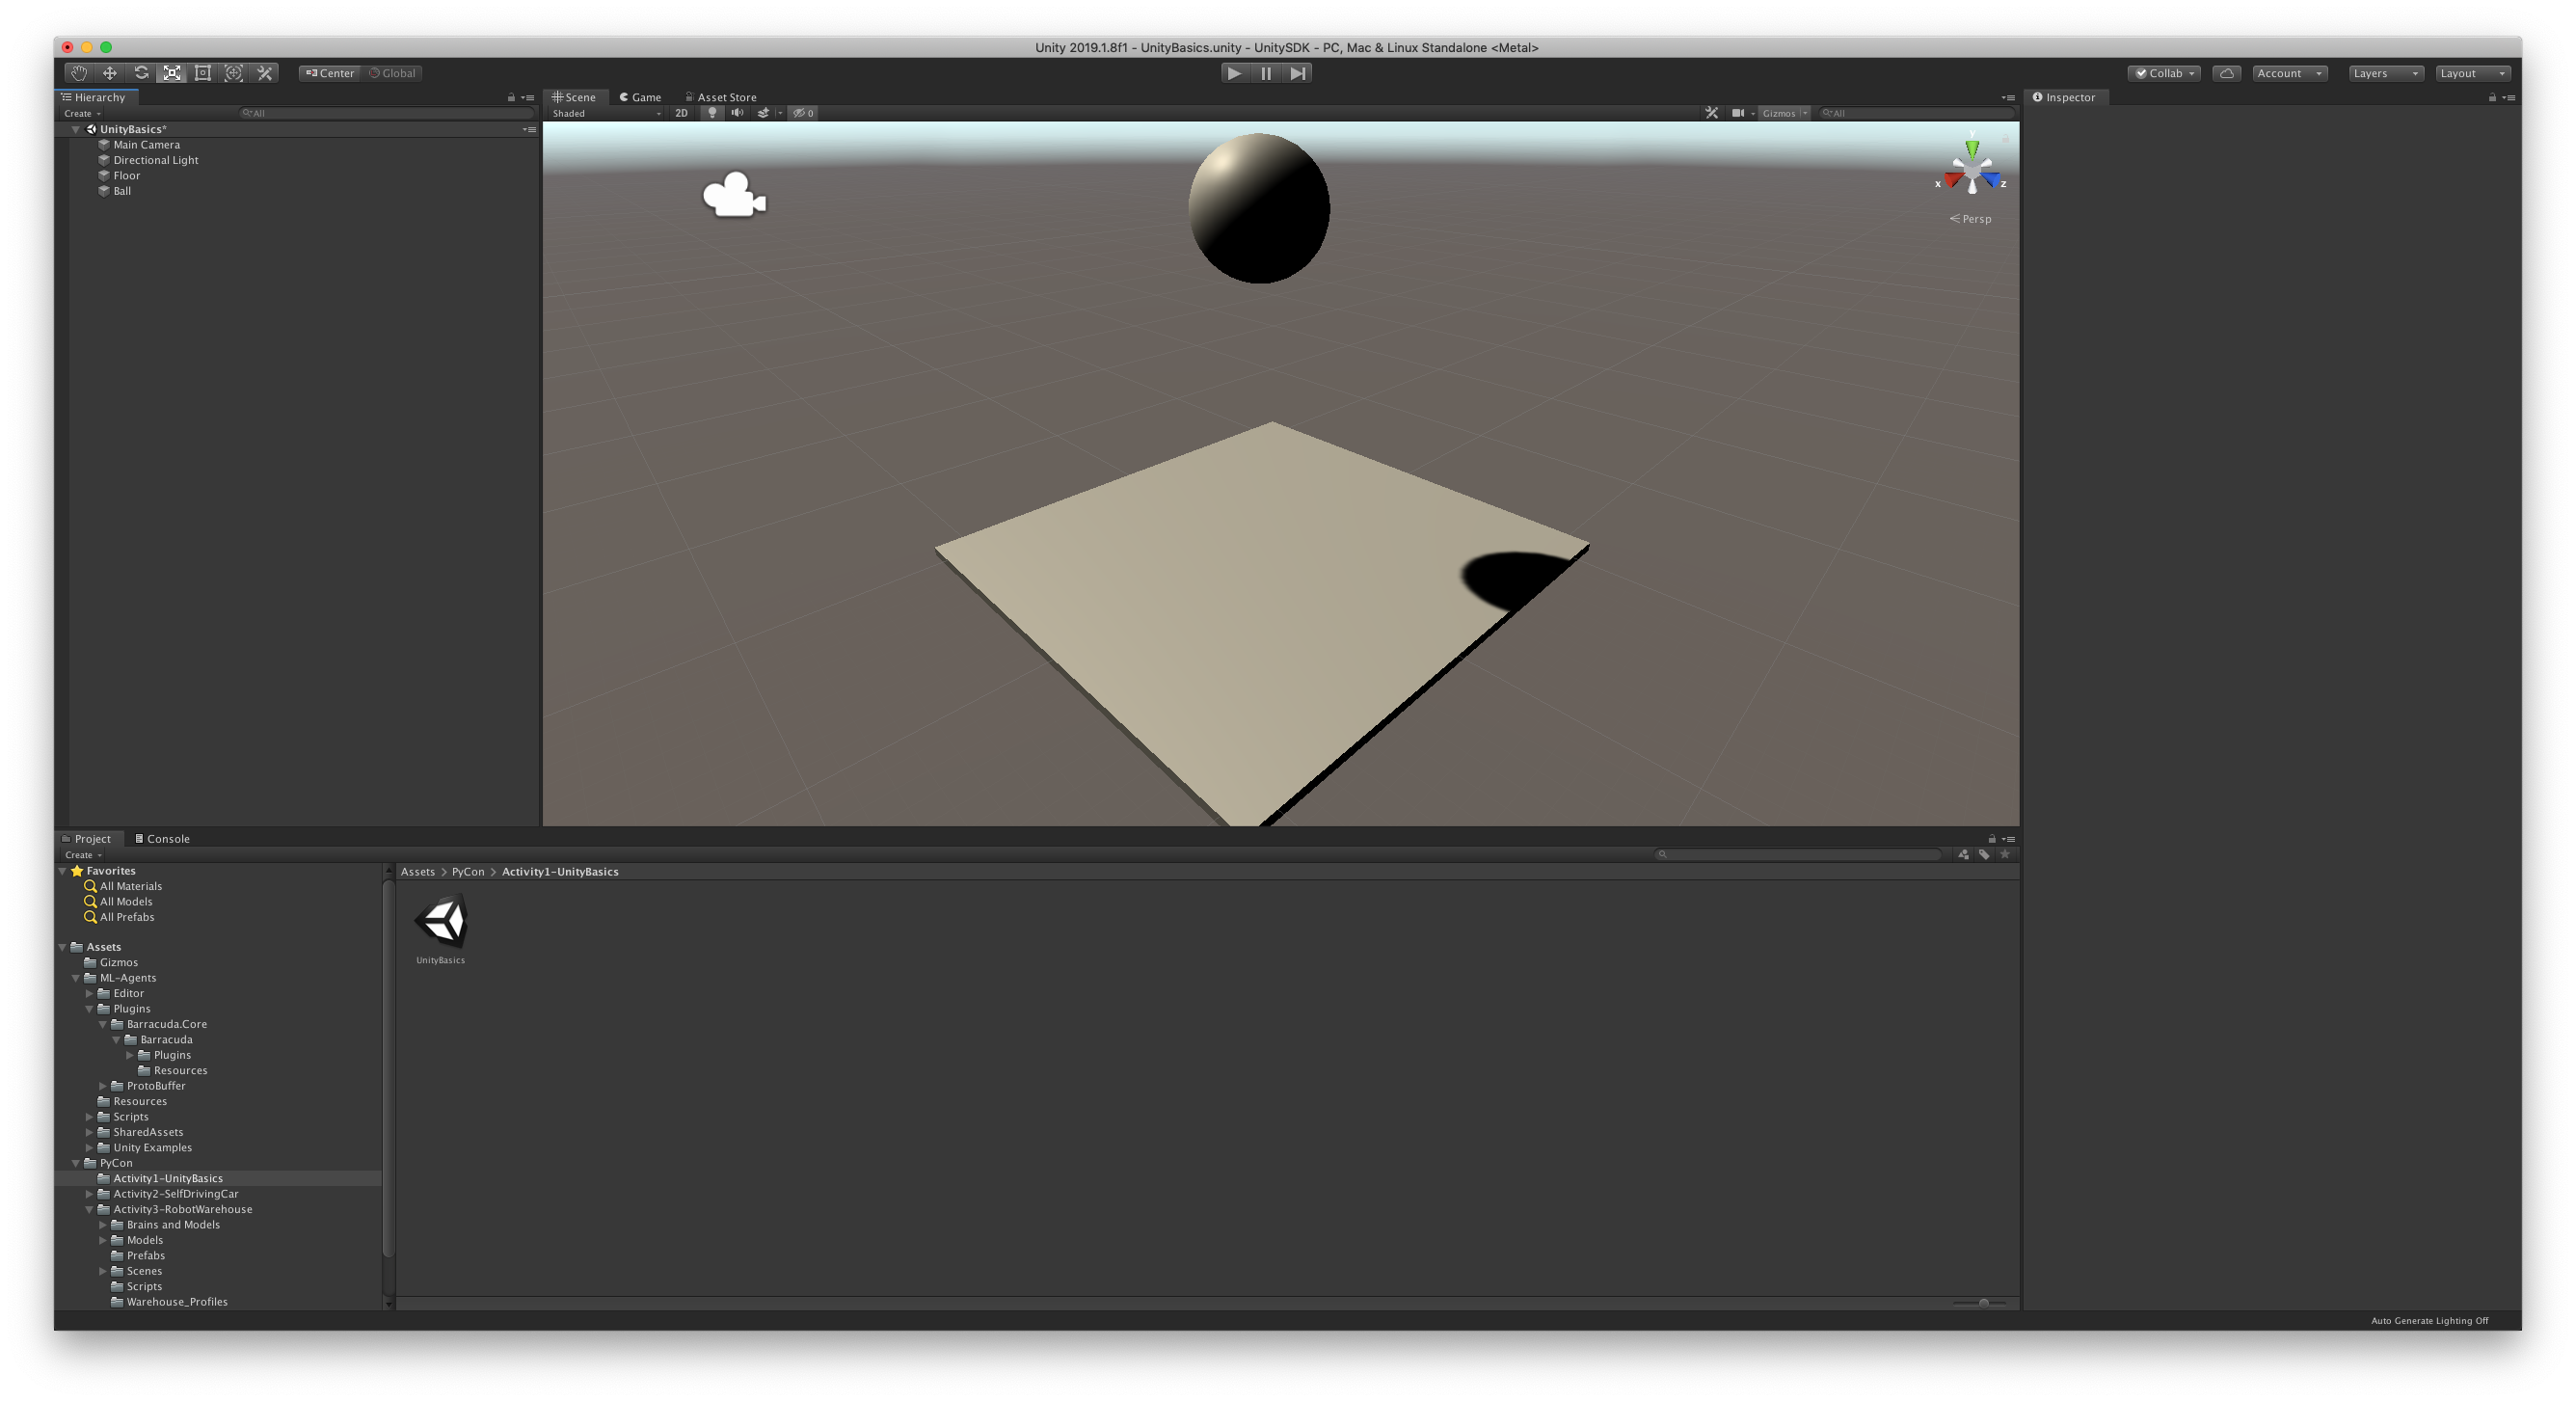 Unity 2019.1.8f1 - UnityBasics.unity - UnitySDK - PC, Mac & Linux Standalone <Metal>
Center Global Collab Account Layers Layout
Hierarchy
Create All
UnityBasics*
Main Camera
Directional Light
Floor
Ball
Scene Game Asset Store
Shaded 2D 0 Gizmos All
y
x z
Persp
Inspector
Project Console
Create
Favorites
All Materials
All Models
All Prefabs
Assets
Gizmos
ML-Agents
Editor
Plugins
Barracuda.Core
Barracuda
Plugins
Resources
ProtoBuffer
Resources
Scripts
SharedAssets
Unity Examples
PyCon
Activity1-UnityBasics
Activity2-SelfDrivingCar
Activity3-RobotWarehouse
Brains and Models
Models
Prefabs
Scenes
Scripts
Warehouse_Profiles
Assets > PyCon > Activity1-UnityBasics
UnityBasics
Auto Generate Lighting Off